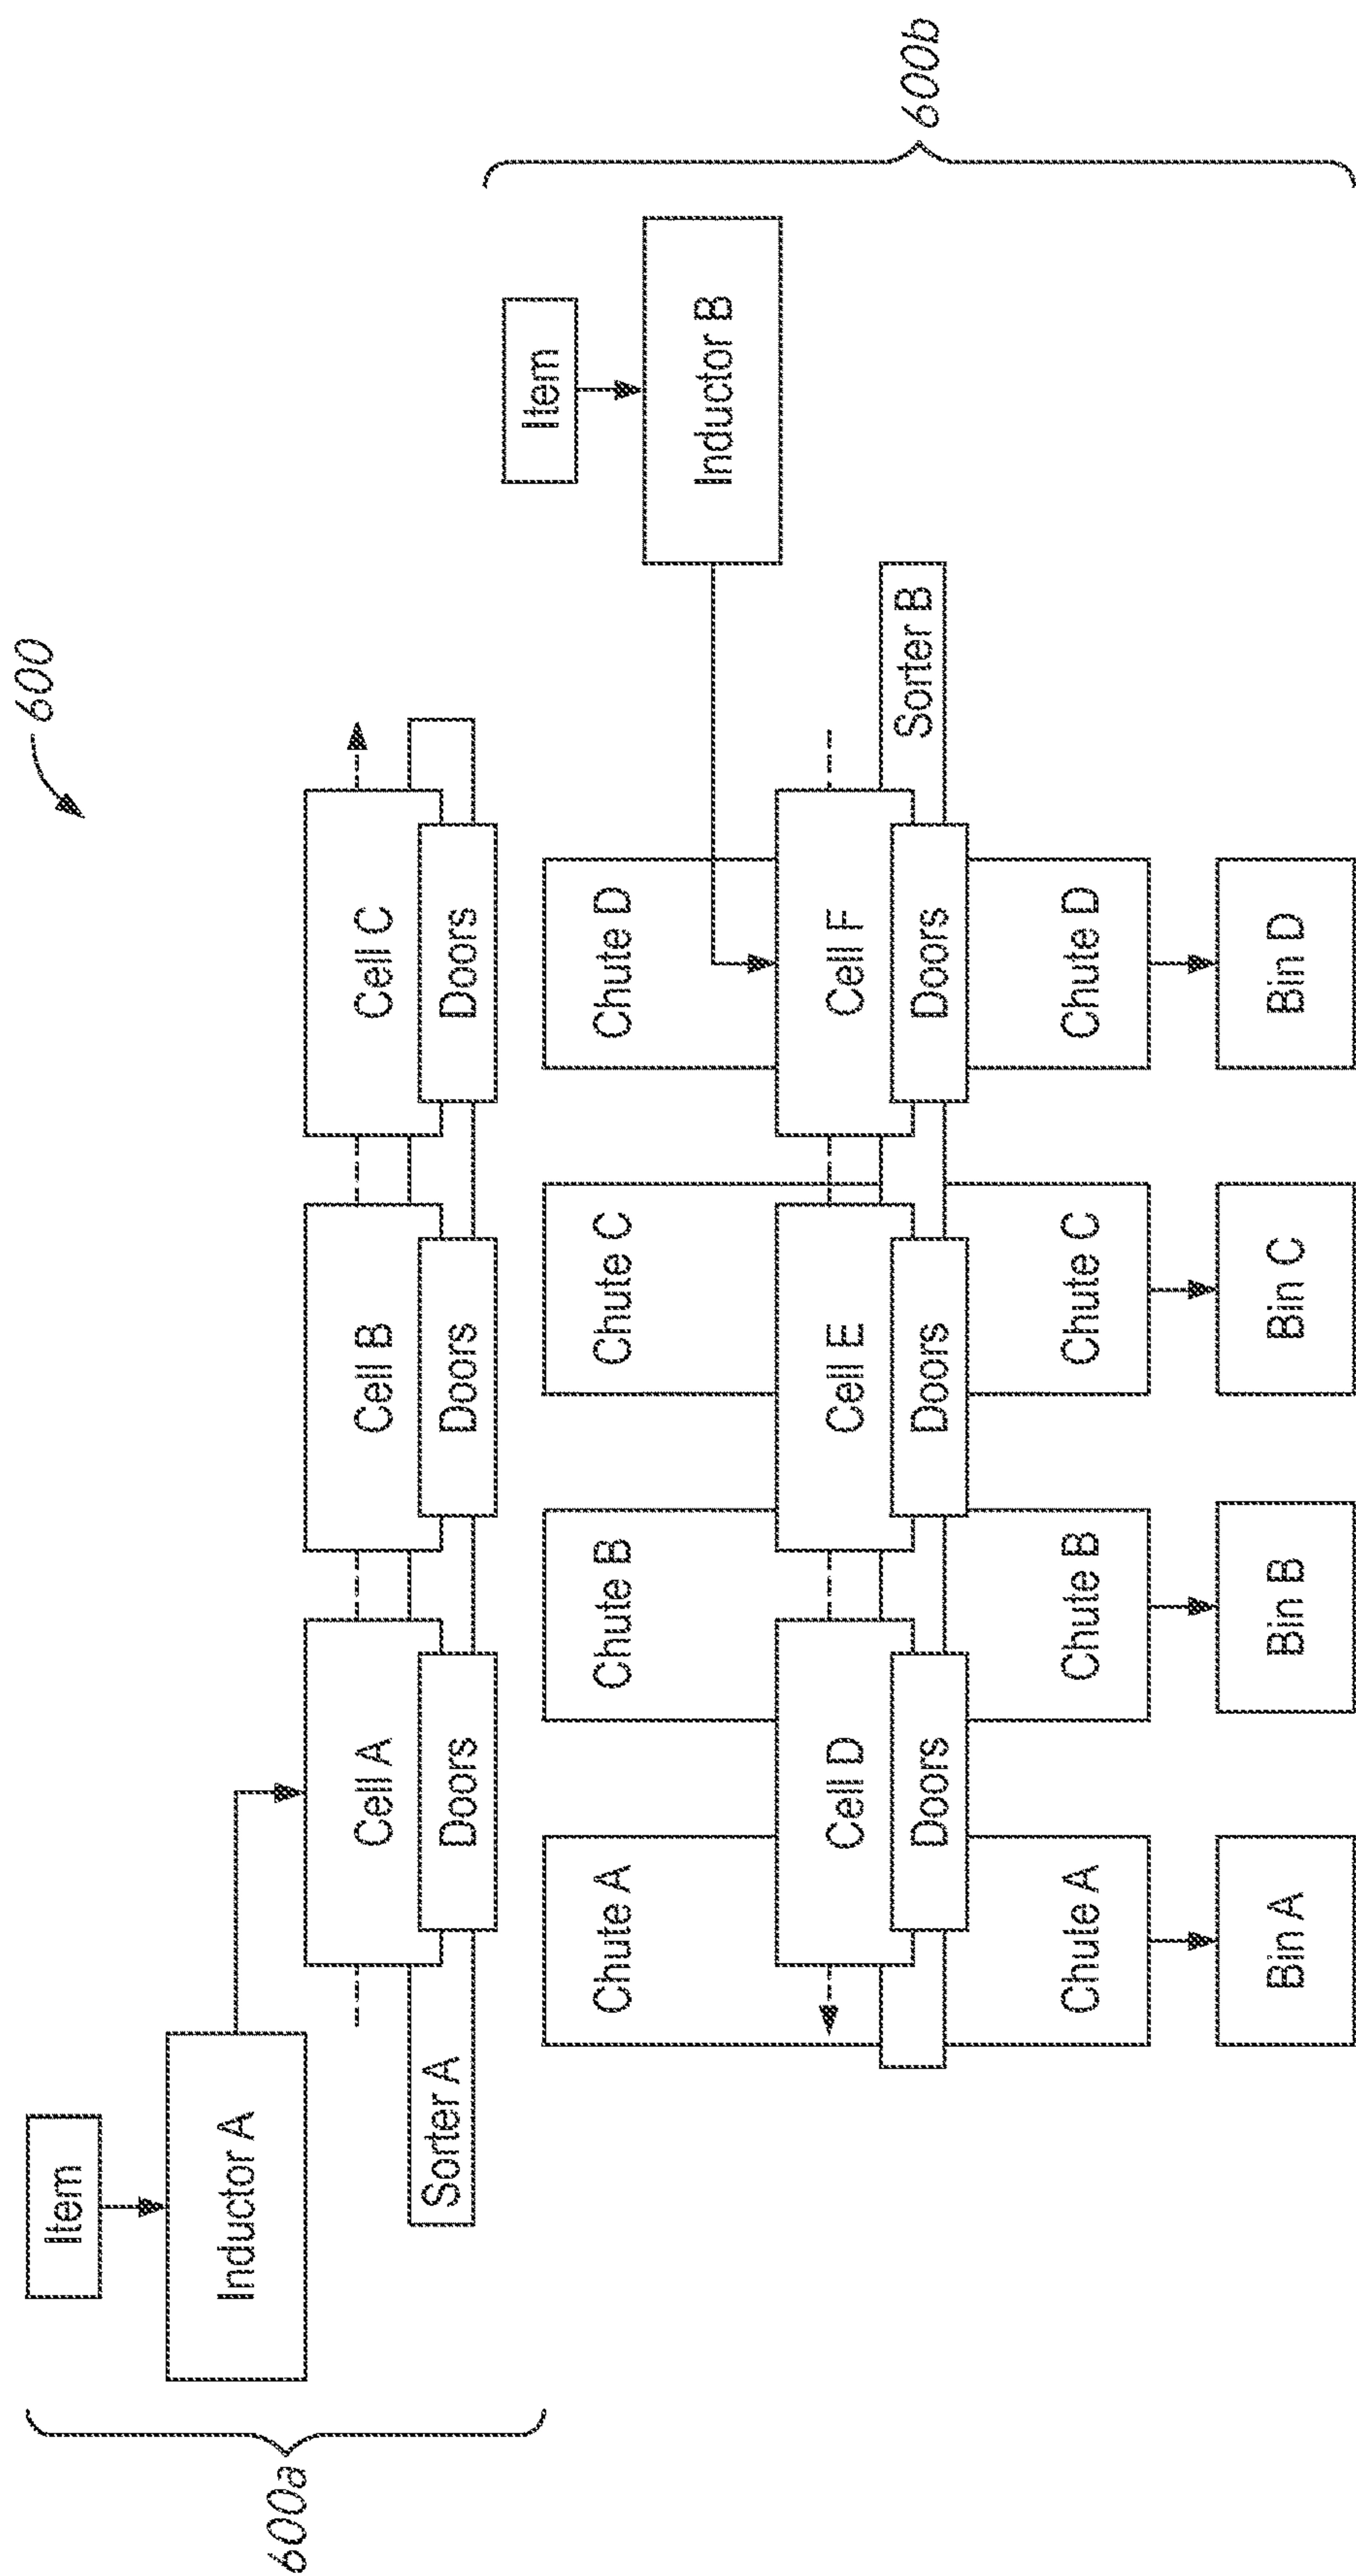 600
Item
Inductor A
600a
Cell A
Cell B
Cell C
Doors
Doors
Doors
Sorter A
Item
Inductor B
600b
Chute A
Chute B
Chute C
Chute D
Cell D
Cell E
Cell F
Doors
Doors
Doors
Sorter B
Chute A
Chute B
Chute C
Chute D
Bin A
Bin B
Bin C
Bin D